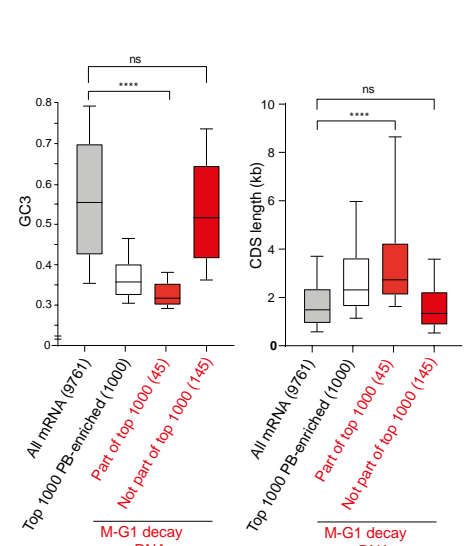 ns
****
0.8
0.7
0.6
0.5
0.4
0.3
0
GC3
All mRNA (9761)
Top 1000 PB-enriched (1000)
Part of top 1000 (45)
Not part of top 1000 (145)
M-G1 decay
ns
****
10
8
6
4
2
0
CDS length (kb)
All mRNA (9761)
Top 1000 PB-enriched (1000)
Part of top 1000 (45)
Not part of top 1000 (145)
M-G1 decay